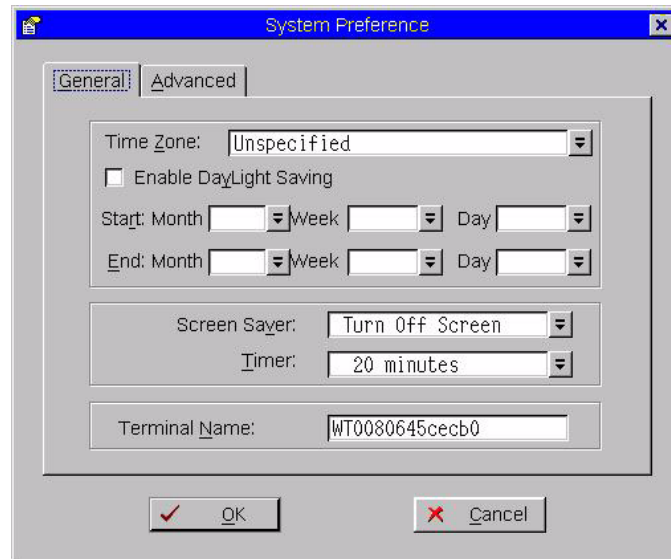 System Preference
General Advanced
Time Zone: Unspecified
Enable DayLight Saving
Start: Month Week Day
End: Month Week Day
Screen Saver: Turn Off Screen
Timer: 20 minutes
Terminal Name: WT0080645cecb0
OK Cancel